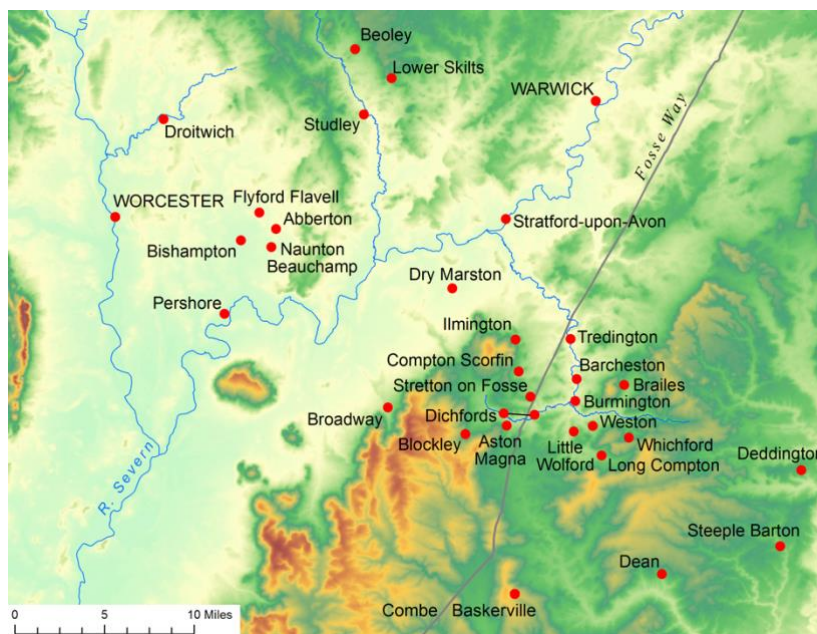 Beoley
Lower Skilts
WARWICK
Fosse Way
Studley
Droitwich
WORCESTER
Flyford Flavell
Abberton
Bishampton
Naunton
Beauchamp
Stratford-upon-Avon
Dry Marston
Pershore
Ilmington
Tredington
Compton Scorfin
Barcheston
Stretton on Fosse
Brailes
Burmington
Broadway
Dichfords
Weston
Blockley
Aston
Magna
Little
Wolford
Whichford
Long Compton
Deddington
R. Severn
Steeple Barton
Dean
Combe Baskerville
0 5 10 Miles